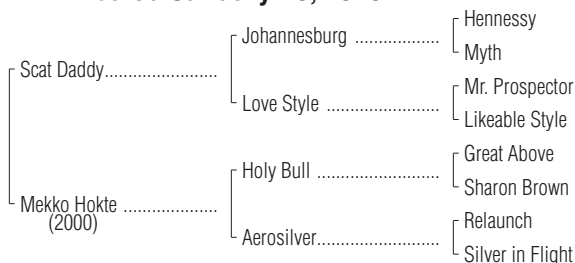 Hennessy
Johannesburg ...................
Myth
Scat Daddy.......................
Mr. Prospector
Love Style .........................
Likeable Style
Great Above
Holy Bull ...........................
Sharon Brown
Mekko Hokte ...................
(2000)
Relaunch
Aerosilver.........................
Silver in Flight